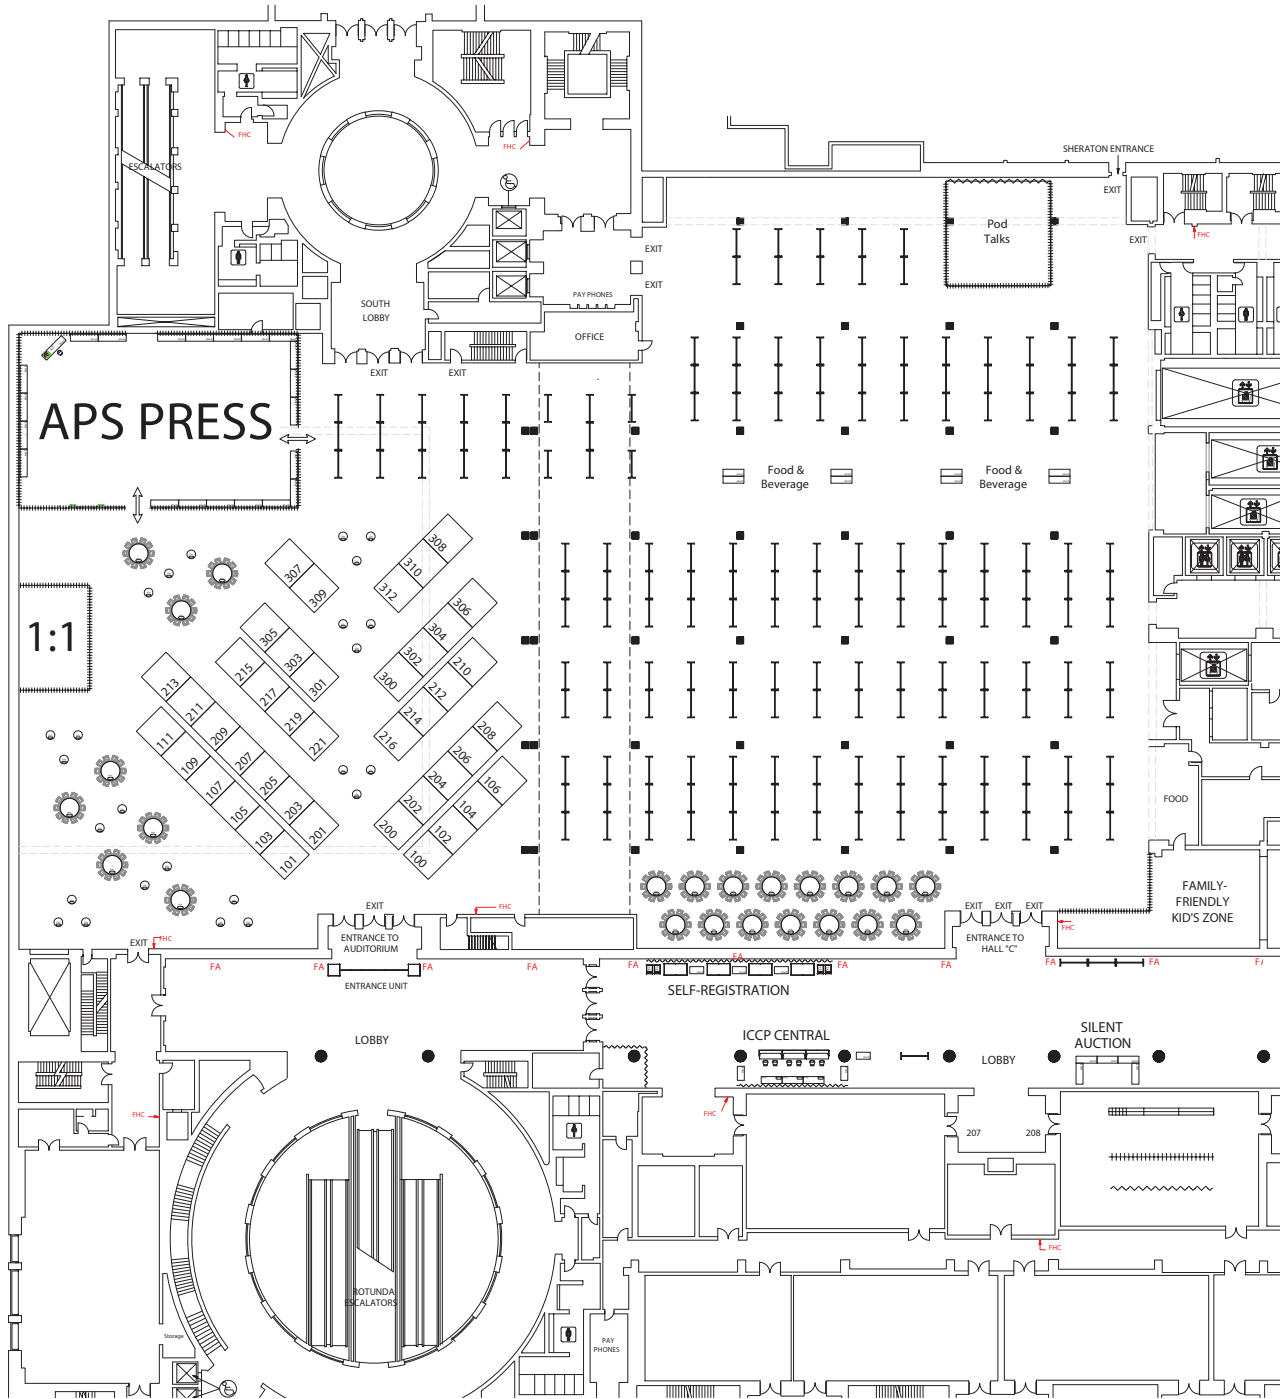 FHC
FHC
ESCALATORS
SHERATON ENTRANCE
EXIT
Pod
Talks
EXIT
FHC
EXIT
EXIT
PAY PHONES
SOUTH
LOBBY
OFFICE
EXIT
EXIT
APS PRESS
Food &
Beverage
Food &
Beverage
308
307
310
309
312
306
305
304
303
302
301
300
1:1
215
210
217
212
219
214
221
216
213
211
209
207
205
203
201
208
206
204
202
200
111
109
107
105
103
101
106
104
102
100
FOOD
FAMILY-
FRIENDLY
KID'S ZONE
EXIT
FHC
EXIT
EXIT
EXIT
FHC
EXIT
FHC
ENTRANCE TO
AUDITORIUM
ENTRANCE TO
HALL "C"
FA
FA
FA
FA
FA
FA
FA
FA
FA
FA
ENTRANCE UNIT
SELF-REGISTRATION
LOBBY
ICCP CENTRAL
LOBBY
SILENT
AUCTION
FHC
FHC
207
208
FHC
ROTUNDA
ESCALATORS
Storage
PAY
PHONES